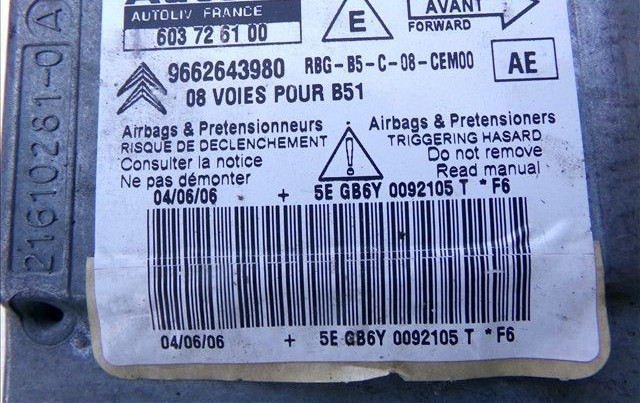 AUTOLIV FRANCE
603 72 61 00
E
AVANT
FORWARD
9662643980 RBG-B5-C-08-CEM00
AE
08 VOIES POUR B51
Airbags & Pretensionneurs
RISQUE DE DECLENCHEMENT
Consulter la notice
Ne pas démonter
!
Airbags & Pretensioners
TRIGGERING HASARD
Do not remove
Read manual
04/06/06 + 5E GB6Y 0092105 T *F6
04/06/06 + 5E GB6Y 0092105 T *F6
21610281-0 A